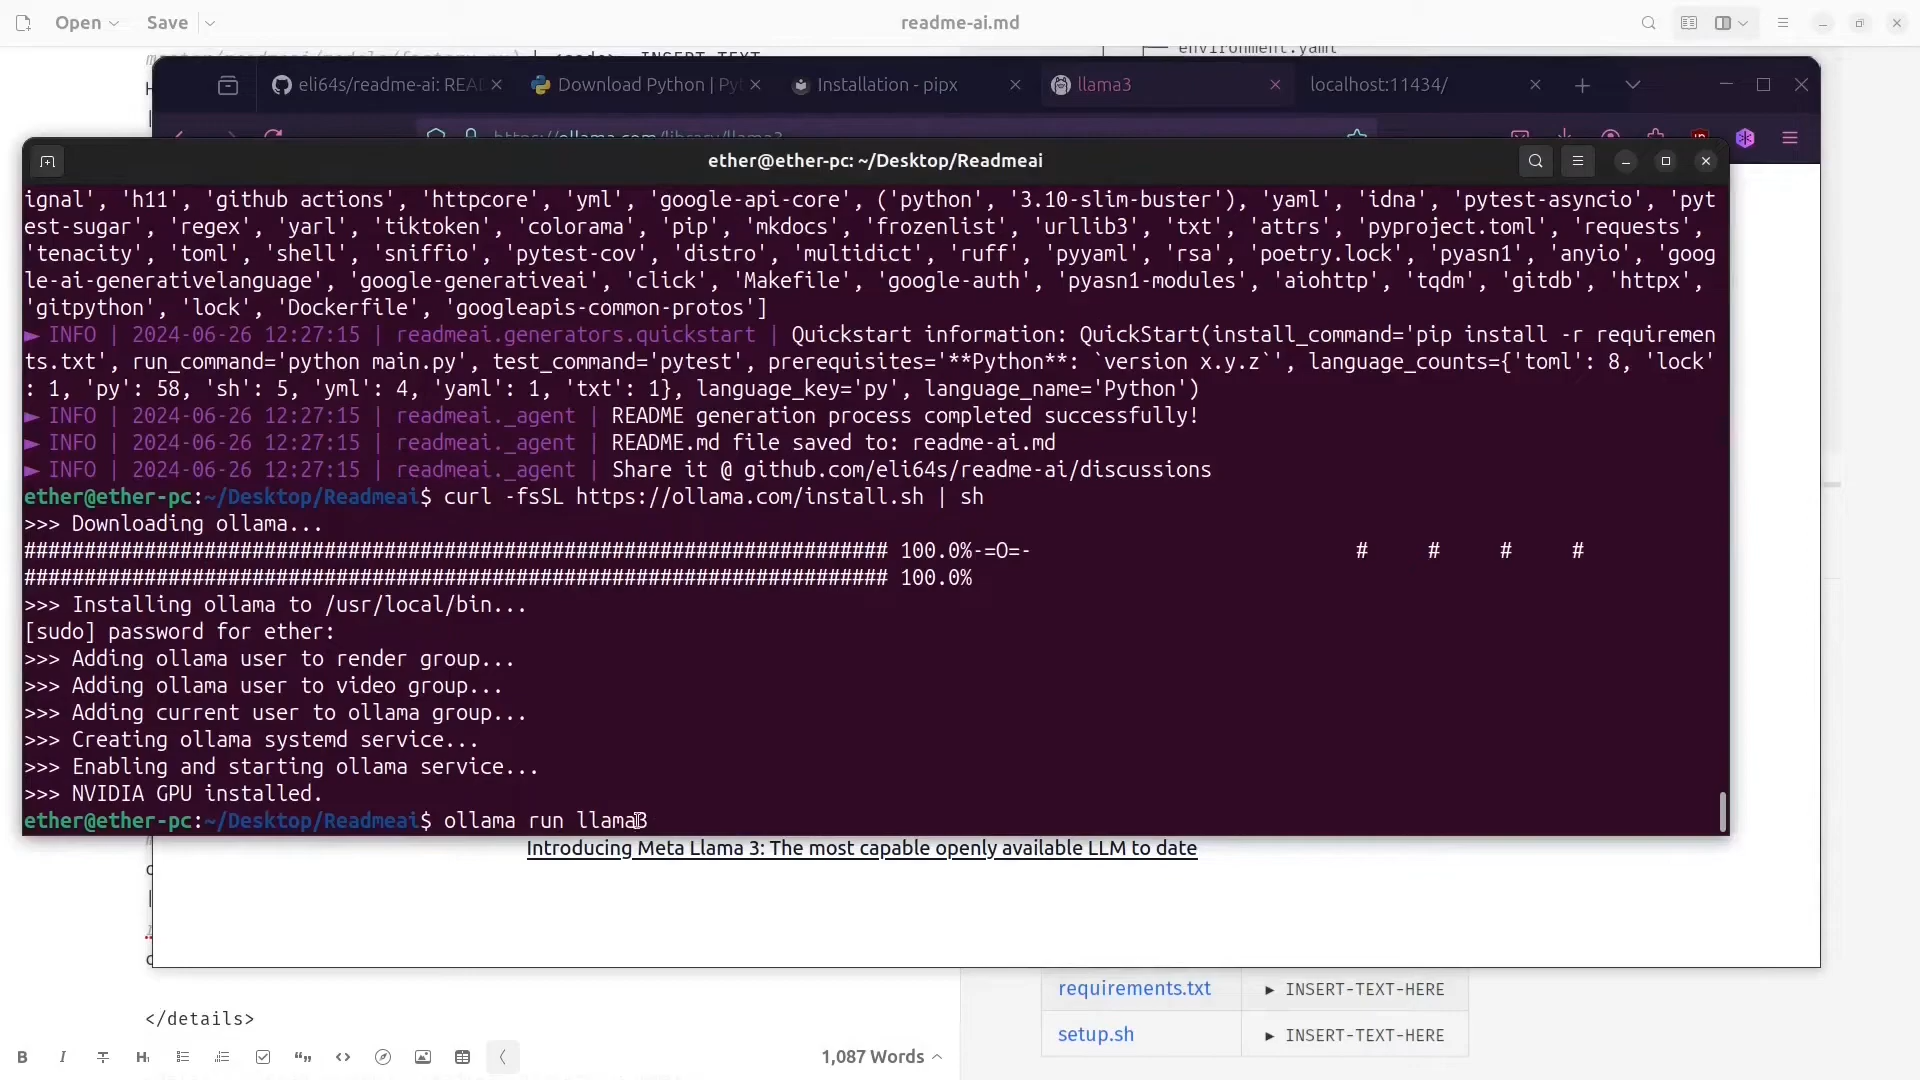 Open
Save
readme-ai.md
environment.yaml
eli64s/readme-ai: REA
Download Python | Py
Installation - pipx
llama3
localhost:11434/
https://ollama.com/library/llama3
ether@ether-pc: ~/Desktop/Readmeai
ignal', 'h11', 'github actions', 'httpcore', 'yml', 'google-api-core', ('python', '3.10-slim-buster'), 'yaml', 'idna', 'pytest-asyncio', 'pyt
est-sugar', 'regex', 'yarl', 'tiktoken', 'colorama', 'pip', 'mkdocs', 'frozenlist', 'urllib3', 'txt', 'attrs', 'pyproject.toml', 'requests',
'tenacity', 'toml', 'shell', 'sniffio', 'pytest-cov', 'distro', 'multidict', 'ruff', 'pyyaml', 'rsa', 'poetry.lock', 'pyasn1', 'anyio', 'goog
le-ai-generativelanguage', 'google-generativeai', 'click', 'Makefile', 'google-auth', 'pyasn1-modules', 'aiohttp', 'tqdm', 'gitdb', 'httpx',
'gitpython', 'lock', 'Dockerfile', 'googleapis-common-protos']
► INFO | 2024-06-26 12:27:15 | readmeai.generators.quickstart | Quickstart information: QuickStart(install_command='pip install -r requiremen
ts.txt', run_command='python main.py', test_command='pytest', prerequisites='**Python**: `version x.y.z`', language_counts={'toml': 8, 'lock'
: 1, 'py': 58, 'sh': 5, 'yml': 4, 'yaml': 1, 'txt': 1}, language_key='py', language_name='Python')
► INFO | 2024-06-26 12:27:15 | readmeai._agent | README generation process completed successfully!
► INFO | 2024-06-26 12:27:15 | readmeai._agent | README.md file saved to: readme-ai.md
► INFO | 2024-06-26 12:27:15 | readmeai._agent | Share it @ github.com/eli64s/readme-ai/discussions
ether@ether-pc:~/Desktop/Readmeai$ curl -fsSL https://ollama.com/install.sh | sh
>>> Downloading ollama...
######################################################################## 100.0%-=O=-                            #     #     #     #
######################################################################## 100.0%
>>> Installing ollama to /usr/local/bin...
[sudo] password for ether:
>>> Adding ollama user to render group...
>>> Adding ollama user to video group...
>>> Adding current user to ollama group...
>>> Creating ollama systemd service...
>>> Enabling and starting ollama service...
>>> NVIDIA GPU installed.
ether@ether-pc:~/Desktop/Readmeai$ ollama run llama3
Introducing Meta Llama 3: The most capable openly available LLM to date
requirements.txt ► INSERT-TEXT-HERE
</details>
setup.sh ► INSERT-TEXT-HERE
B I H1 1,087 Words